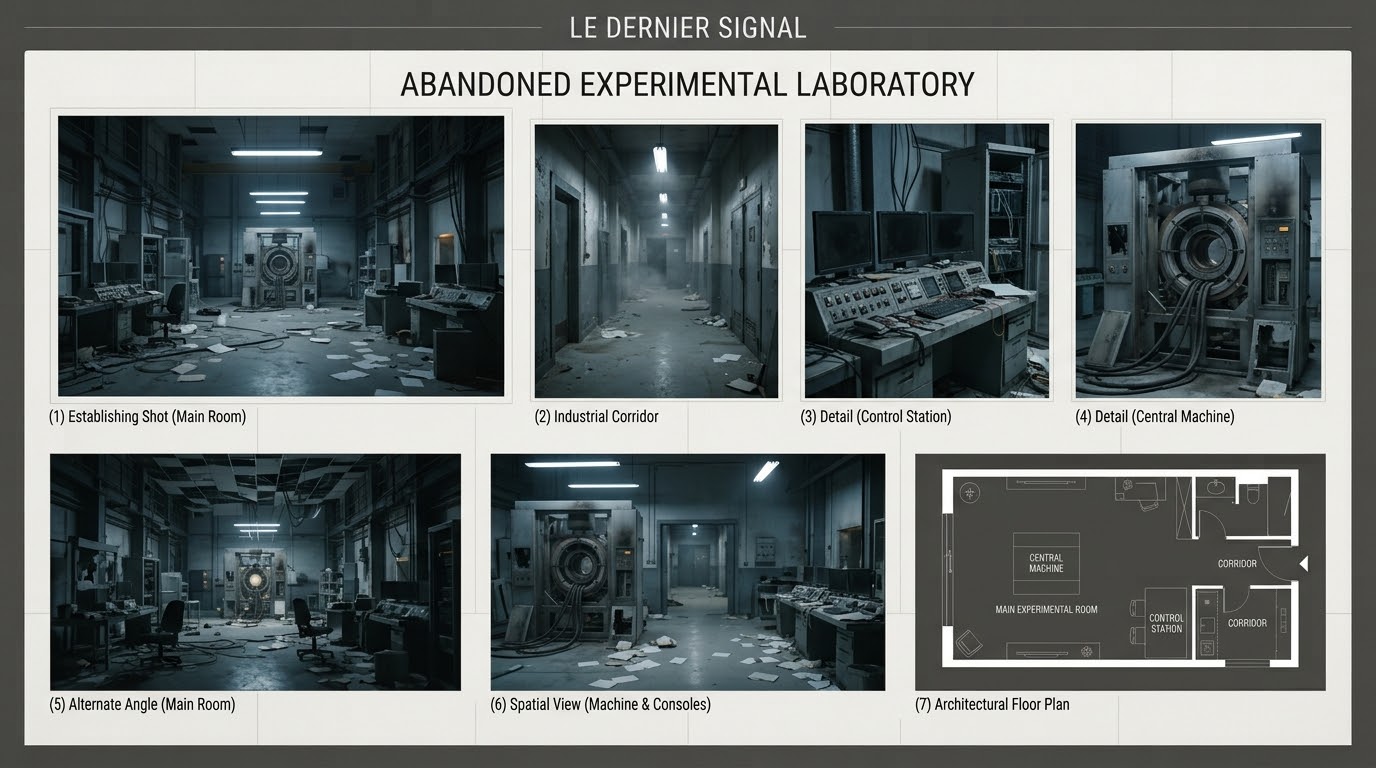 LE DERNIER SIGNAL
ABANDONED EXPERIMENTAL LABORATORY
(1) Establishing Shot (Main Room)
(2) Industrial Corridor
(3) Detail (Control Station)
(4) Detail (Central Machine)
CENTRAL
MACHINE
CORRIDOR
MAIN EXPERIMENTAL ROOM
CONTROL
STATION
CORRIDOR
(5) Alternate Angle (Main Room)
(6) Spatial View (Machine & Consoles)
(7) Architectural Floor Plan